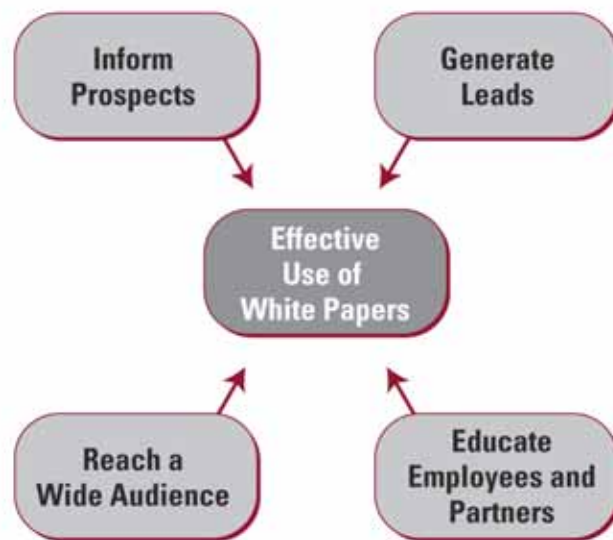 Inform
Prospects
Generate
Leads
Effective
Use of
White Papers
Reach a
Wide Audience
Educate
Employees and
Partners